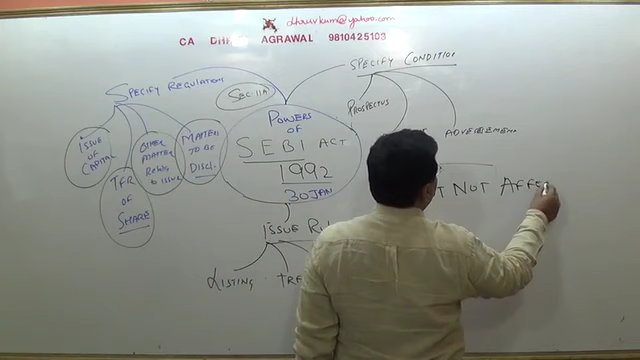 dhruvkum@yahoo.com
CA DH AGRAWAL 9810425103
SPECIFY CONDITION
SPECIFY REGULATION
SEC 11A
PROSPECTUS
ADVERTISEMENT
POWERS
OF
SEBI ACT
1992
30 JAN
ISSUE
OF
CAPITAL
OTHER
MATTER
RELATING
TO ISSUE
MATTER
TO BE
DISCL.
TFR
OF
SHARE
NOT AFFE
ISSUE
LISTING TRE